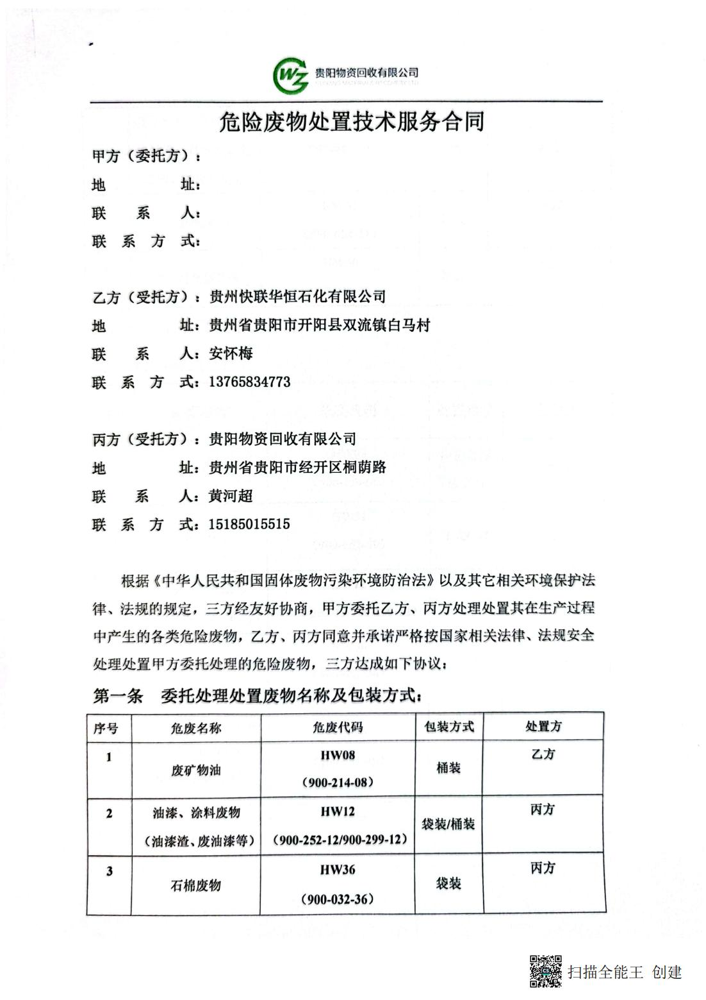 WZ 贵阳物资回收有限公司
危险废物处置技术服务合同
甲方（委托方）：
地址：
联系人：
联系方式：
乙方（受托方）：贵州快联华恒石化有限公司
地址：贵州省贵阳市开阳县双流镇白马村
联系人：安怀梅
联系方式：13765834773
丙方（受托方）：贵阳物资回收有限公司
地址：贵州省贵阳市经开区桐荫路
联系人：黄河超
联系方式：15185015515
根据《中华人民共和国固体废物污染环境防治法》以及其它相关环境保护法
律、法规的规定，三方经友好协商，甲方委托乙方、丙方处理处置其在生产过程
中产生的各类危险废物，乙方、丙方同意并承诺严格按国家相关法律、法规安全
处理处置甲方委托处理的危险废物，三方达成如下协议：
第一条 委托处理处置废物名称及包装方式：
序号 危废名称 危废代码 包装方式 处置方
1 废矿物油 HW08 （900-214-08） 桶装 乙方
2 油漆、涂料废物 （油漆渣、废油漆等） HW12 （900-252-12/900-299-12） 袋装/桶装 丙方
3 石棉废物 HW36 （900-032-36） 袋装 丙方
扫描全能王 创建